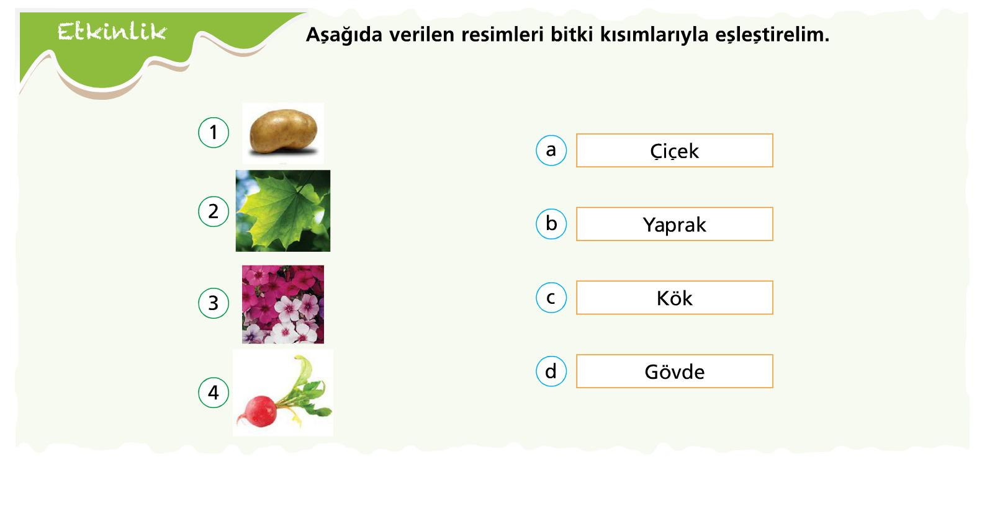 Etkinlik
Aşağıda verilen resimleri bitki kısımlarıyla eşleştirelim.
1
2
3
4
a Çiçek
b Yaprak
c Kök
d Gövde